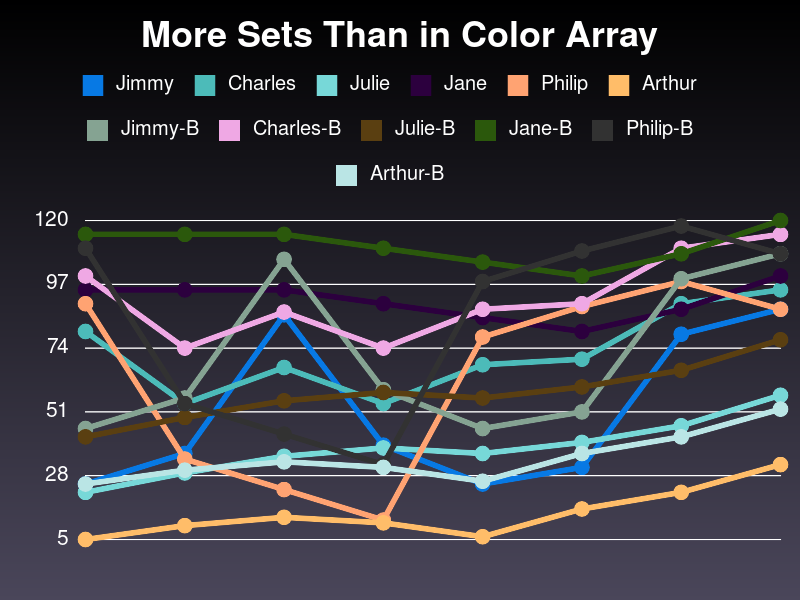 More Sets Than in Color Array
Jimmy Charles Julie Jane Philip Arthur
Jimmy-B Charles-B Julie-B Jane-B Philip-B
Arthur-B
120
97
74
51
28
5